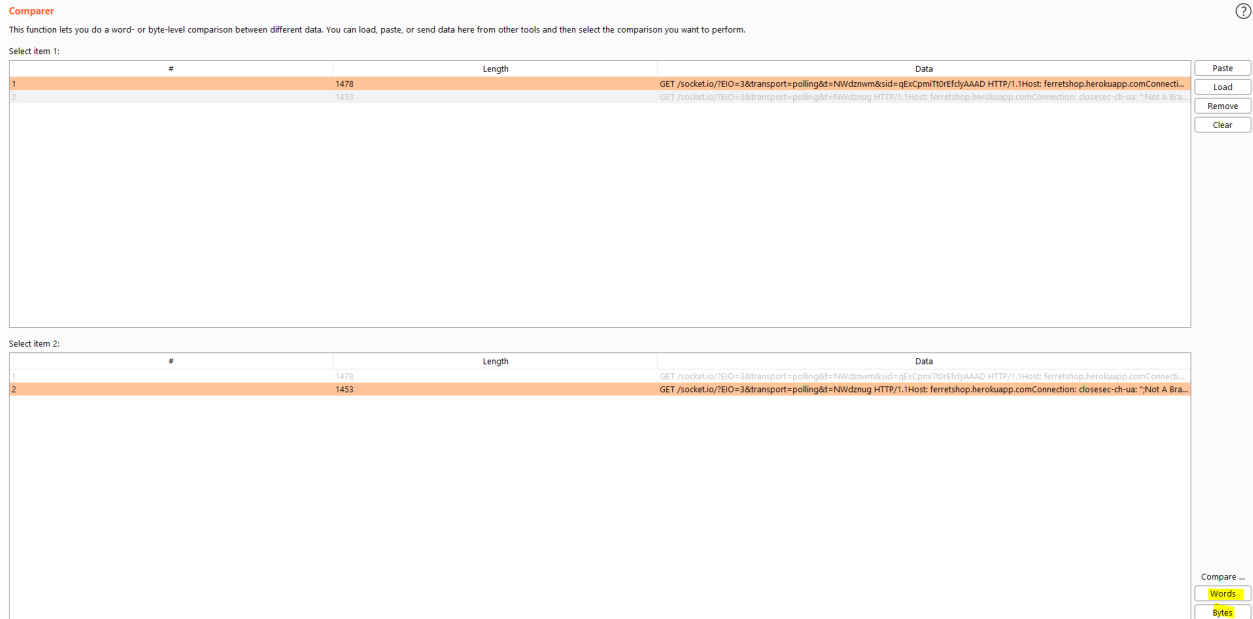 Comparer
?
This function lets you do a word- or byte-level comparison between different data. You can load, paste, or send data here from other tools and then select the comparison you want to perform.
Select item 1:
# Length Data
Paste
1 1478 GET /socket.io/?EIO=3&transport=polling&t=NWdznwm&sid=qExCpmiTt0rEfdyAAAD HTTP/1.1Host: ferretshop.herokuapp.comConnecti...
Load
2 1453 GET /socket.io/?EIO=3&transport=polling&t=NWdznug HTTP/1.1Host: ferretshop.herokuapp.comConnection: closesec-ch-ua: ";Not A Bra...
Remove
Clear
Select item 2:
# Length Data
1 1478 GET /socket.io/?EIO=3&transport=polling&t=NWdznwm&sid=qExCpmiTt0rEfdyAAAD HTTP/1.1Host: ferretshop.herokuapp.comConnecti...
2 1453 GET /socket.io/?EIO=3&transport=polling&t=NWdznug HTTP/1.1Host: ferretshop.herokuapp.comConnection: closesec-ch-ua: ";Not A Bra...
Compare ...
Words
Bytes